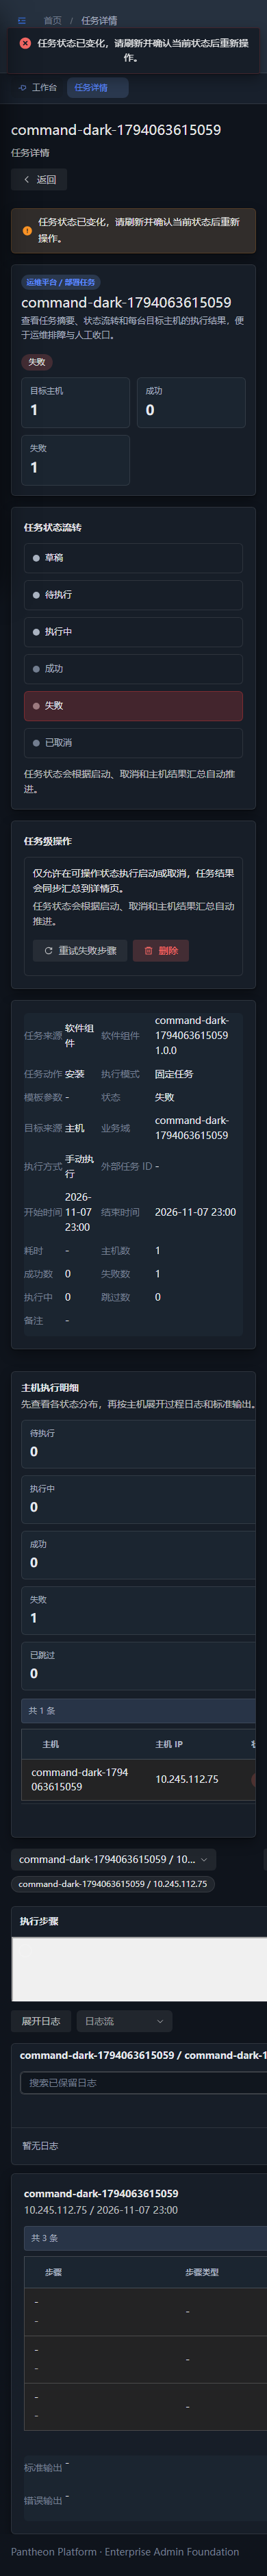 首页 / 任务详情
任务状态已变化，请刷新并确认当前状态后重新操
作。
工作台 任务详情
command-dark-1794063615059
任务详情
返回
任务状态已变化，请刷新并确认当前状态后重新
操作。
运维平台 / 部署任务
command-dark-1794063615059
查看任务摘要、状态流转和每台目标主机的执行结果，便
于运维排障与人工收口。
失败
目标主机 成功
1 0
失败
1
任务状态流转
草稿
待执行
执行中
成功
失败
已取消
任务状态会根据启动、取消和主机结果汇总自动推
进。
任务级操作
仅允许在可操作状态执行启动或取消，任务结果
会同步汇总到详情页。
任务状态会根据启动、取消和主机结果汇总自动
推进。
重试失败步骤 删除
任务来源 软件组件 软件组件 command-dark-1794063615059 1.0.0
任务动作 安装 执行模式 固定任务
模板参数 - 状态 失败
目标来源 主机 业务域 command-dark-1794063615059
执行方式 手动执行 外部任务 ID -
开始时间 2026-11-07 23:00 结束时间 2026-11-07 23:00
耗时 - 主机数 1
成功数 0 失败数 1
执行中 0 跳过数 0
备注 -
主机执行明细
先查看各状态分布，再按主机展开过程日志和标准输出。
待执行
0
执行中
0
成功
0
失败
1
已跳过
0
共 1 条
主机 主机 IP
command-dark-1794063615059 10.245.112.75
command-dark-1794063615059 / 10...
command-dark-1794063615059 / 10.245.112.75
执行步骤
展开日志 日志流
command-dark-1794063615059 / command-dark-1
搜索已保留日志
暂无日志
command-dark-1794063615059
10.245.112.75 / 2026-11-07 23:00
共 3 条
步骤 步骤类型
- -
-
- -
-
- -
-
标准输出 -
错误输出 -
Pantheon Platform · Enterprise Admin Foundation